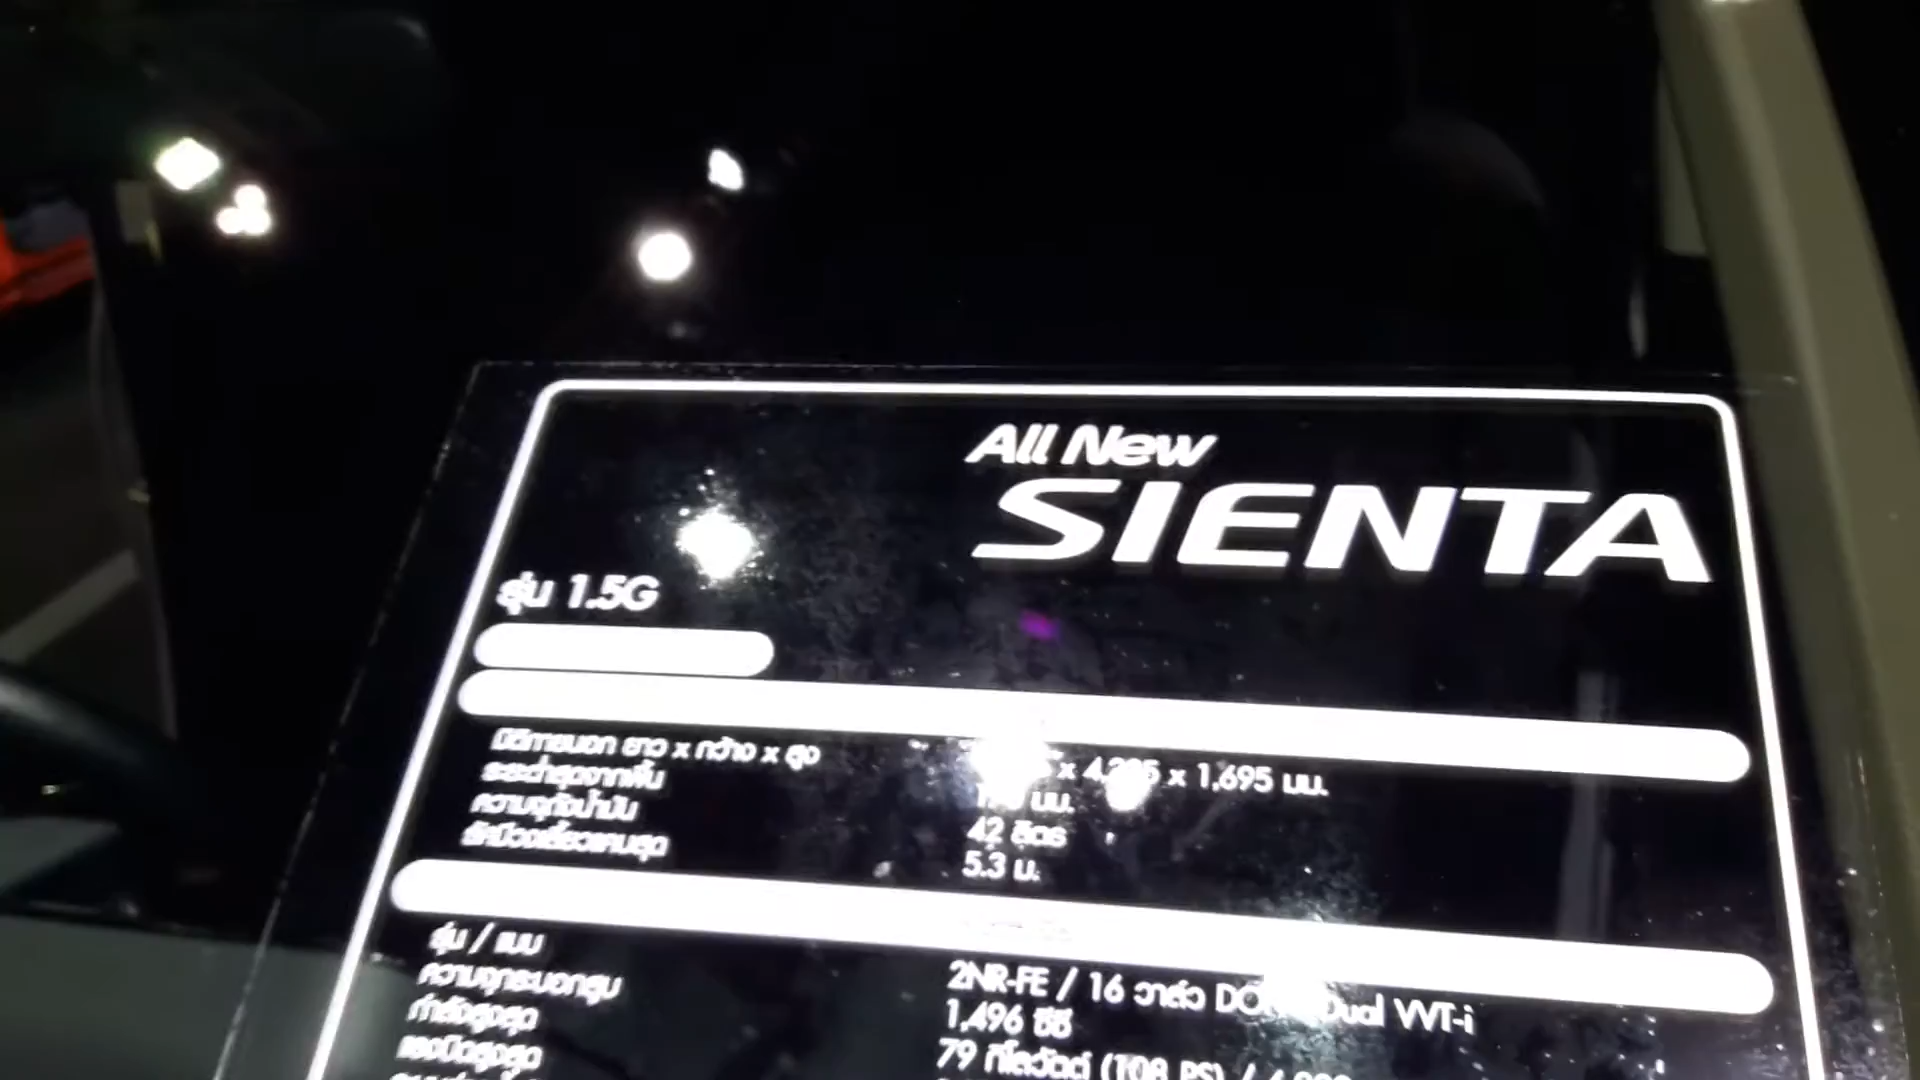 All New
SIENTA
รุ่น 1.5G
มิติภายนอก ยาว x กว้าง x สูง
x 1,695 มม.
ระยะต่ำสุดจากพื้น
มม.
ความจุถังน้ำมัน
42 ลิตร
รัศมีวงเลี้ยวแคบสุด
5.3 ม.
รุ่น / แบบ
2NR-FE / 16 วาล์ว Dual VVT-i
ความจุกระบอกสูบ
1,496 ซีซี
กำลังสูงสุด
79 กิโลวัตต์ (108 PS) /
แรงบิดสูงสุด